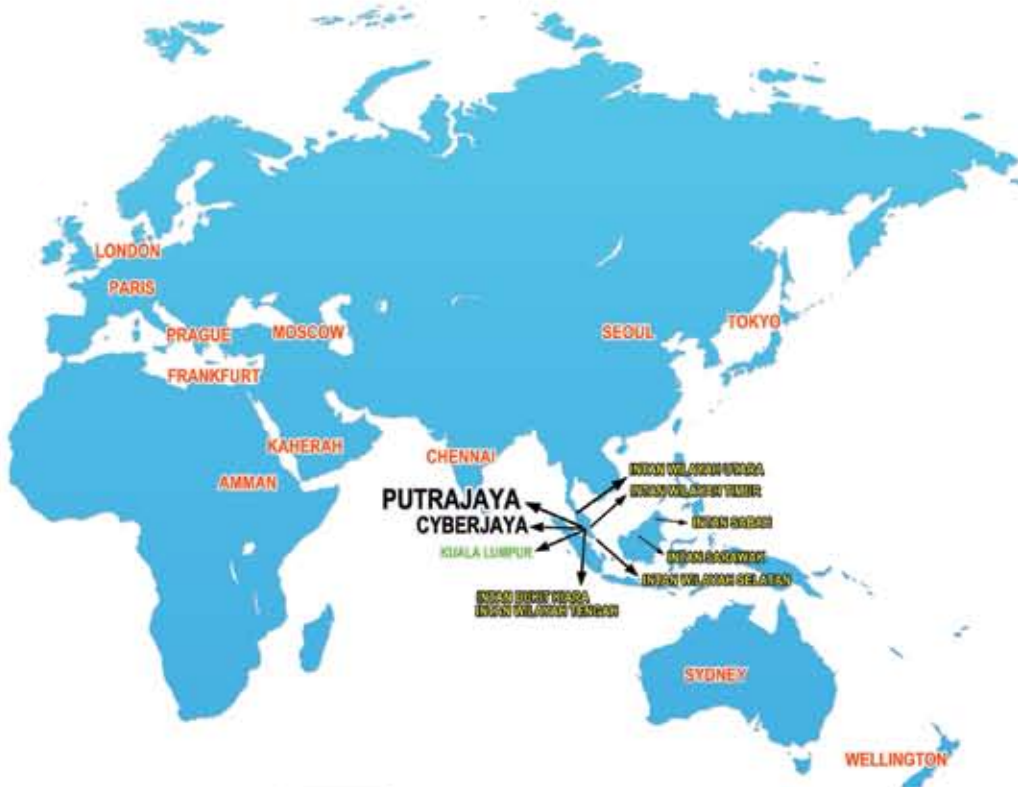 LONDON
PARIS
PRAGUE
MOSCOW
SEOUL
TOKYO
FRANKFURT
KAHERAH
CHENNAI
AMMAN
INTAN WILAYAH UTARA
PUTRAJAYA
INTAN WILAYAH TIMUR
CYBERJAYA
INTAN SABAH
KUALA LUMPUR
INTAN SARAWAK
INTAN WILAYAH SELATAN
INTAN BUKIT KIARA
INTAN WILAYAH TENGAH
SYDNEY
WELLINGTON